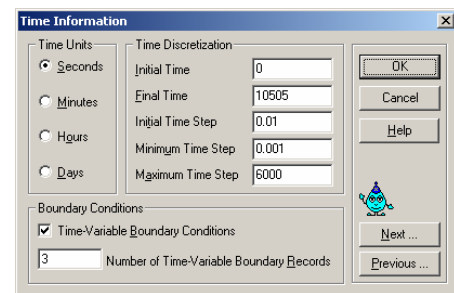 Time Information
Time Units
Seconds
Minutes
Hours
Days
Time Discretization
Initial Time 0
Final Time 10505
Initial Time Step 0.01
Minimum Time Step 0.001
Maximum Time Step 6000
Boundary Conditions
Time-Variable Boundary Conditions
3 Number of Time-Variable Boundary Records
OK
Cancel
Help
Next ...
Previous ...